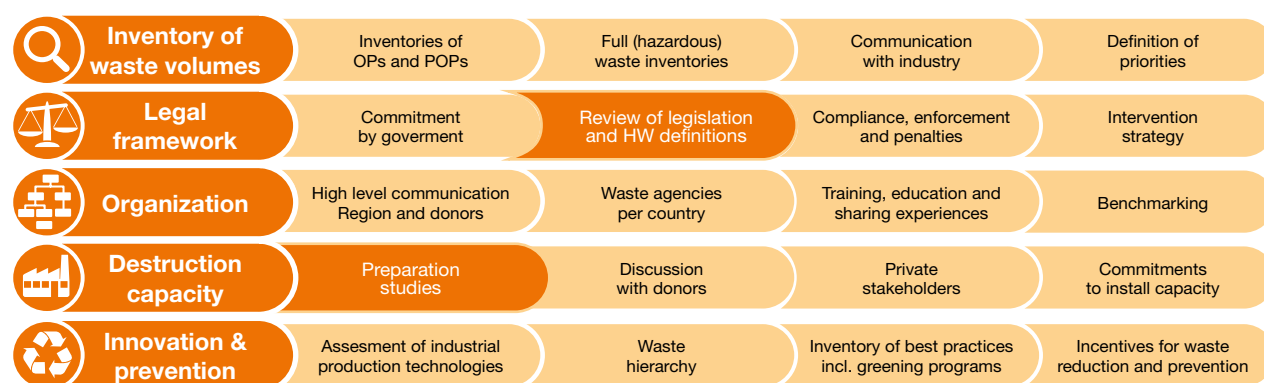 Inventory of
waste volumes
Inventories of
OPs and POPs
Full (hazardous)
waste inventories
Communication
with industry
Definition of
priorities
Legal
framework
Commitment
by goverment
Review of legislation
and HW definitions
Compliance, enforcement
and penalties
Intervention
strategy
Organization
High level communication
Region and donors
Waste agencies
per country
Training, education and
sharing experiences
Benchmarking
Destruction
capacity
Preparation
studies
Discussion
with donors
Private
stakeholders
Commitments
to install capacity
Innovation &
prevention
Assesment of industrial
production technologies
Waste
hierarchy
Inventory of best practices
incl. greening programs
Incentives for waste
reduction and prevention